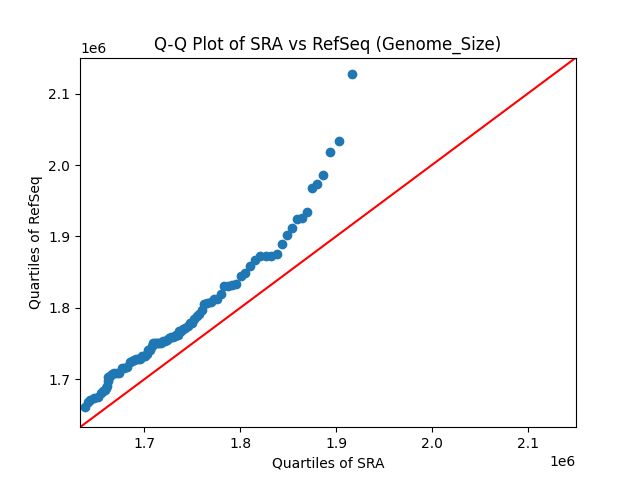 Q-Q Plot of SRA vs RefSeq (Genome_Size)
1e6
2.1
2.0
1.9
1.8
1.7
Quartiles of RefSeq
1.7 1.8 1.9 2.0 2.1
Quartiles of SRA
1e6